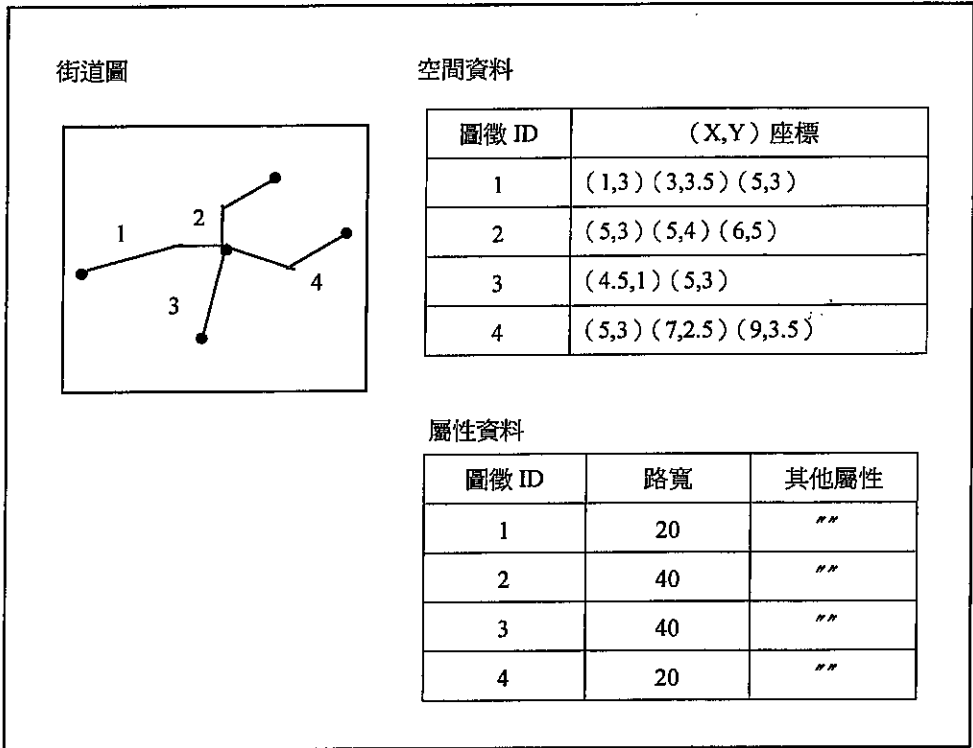 街道圖
1
2
3
4
空間資料
圖徵 ID （X,Y）座標
1 （1,3）（3,3.5）（5,3）
2 （5,3）（5,4）（6,5）
3 （4.5,1）（5,3）
4 （5,3）（7,2.5）（9,3.5）
屬性資料
圖徵 ID 路寬 其他屬性
1 20 〃〃
2 40 〃〃
3 40 〃〃
4 20 〃〃